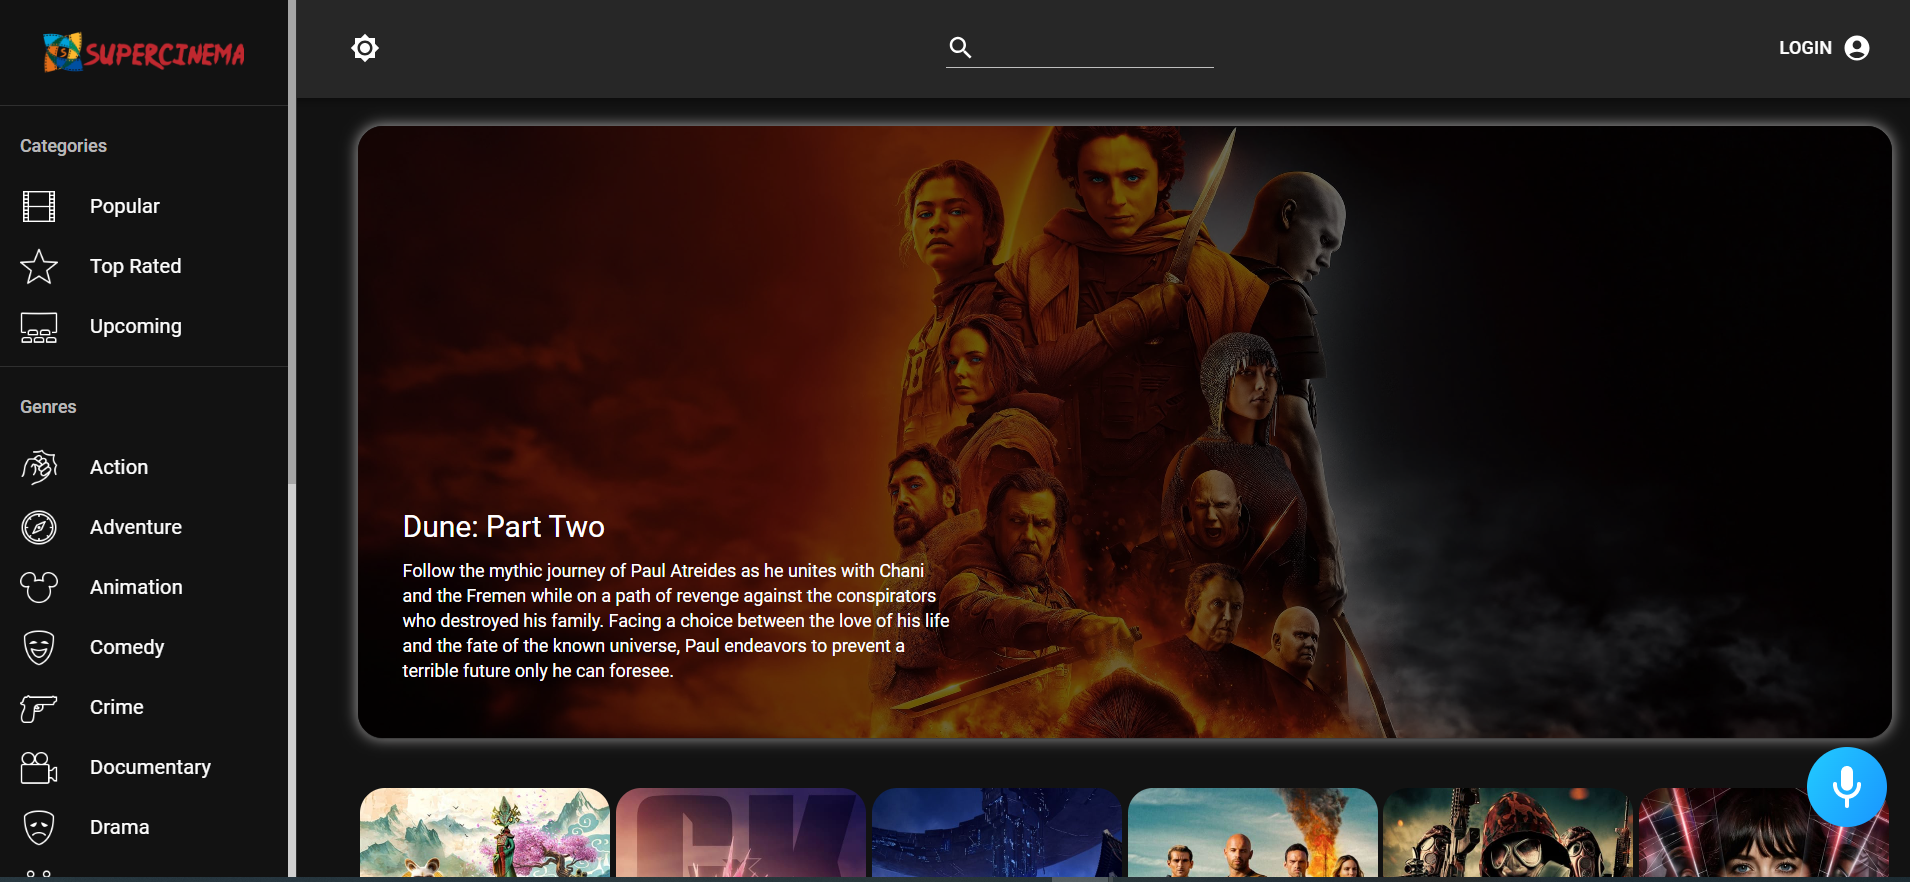 SUPERCINEMA
LOGIN
Categories
Popular
Top Rated
Upcoming
Genres
Action
Adventure
Animation
Comedy
Crime
Documentary
Drama
Dune: Part Two
Follow the mythic journey of Paul Atreides as he unites with Chani
and the Fremen while on a path of revenge against the conspirators
who destroyed his family. Facing a choice between the love of his life
and the fate of the known universe, Paul endeavors to prevent a
terrible future only he can foresee.